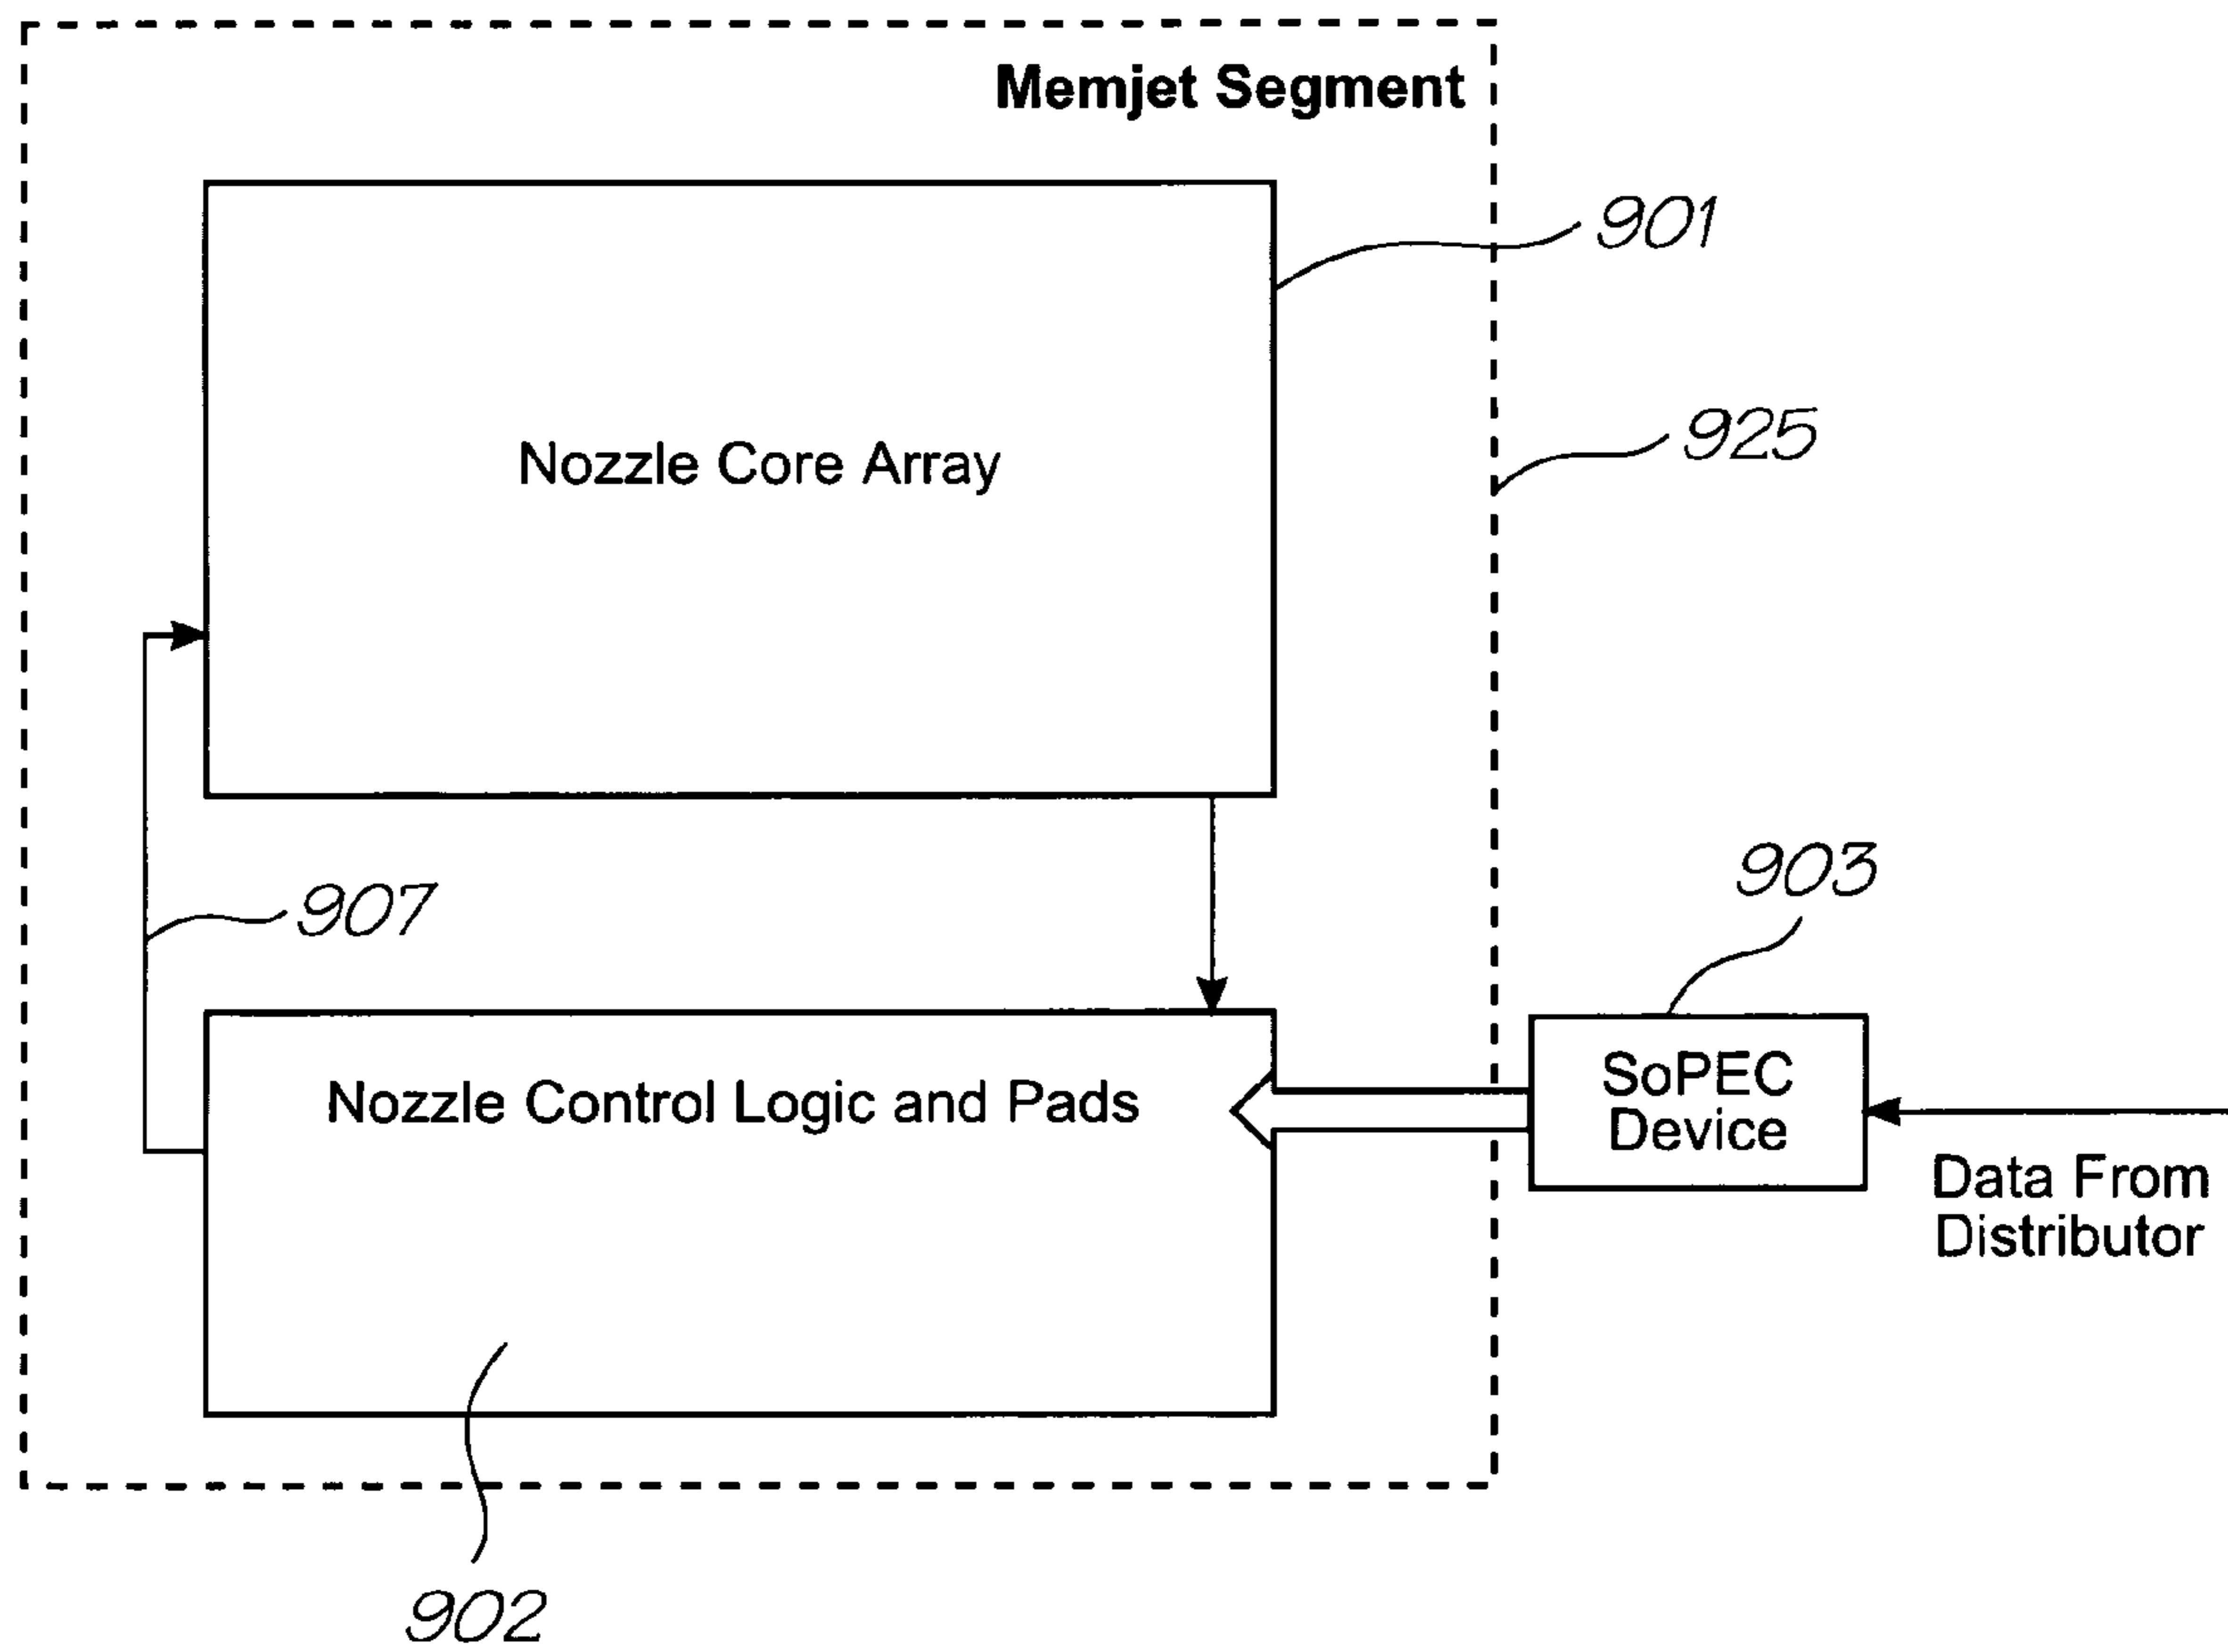 Memjet Segment
901
Nozzle Core Array
925
903
907
SoPEC
Device
Nozzle Control Logic and Pads
Data From
Distributor
902